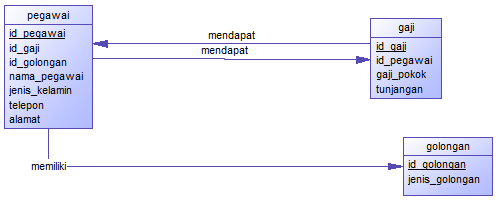 pegawai
id_pegawai
id_gaji
id_golongan
nama_pegawai
jenis_kelamin
telepon
alamat
mendapat
mendapat
gaji
id_gaji
id_pegawai
gaji_pokok
tunjangan
memiliki
golongan
id_golongan
jenis_golongan